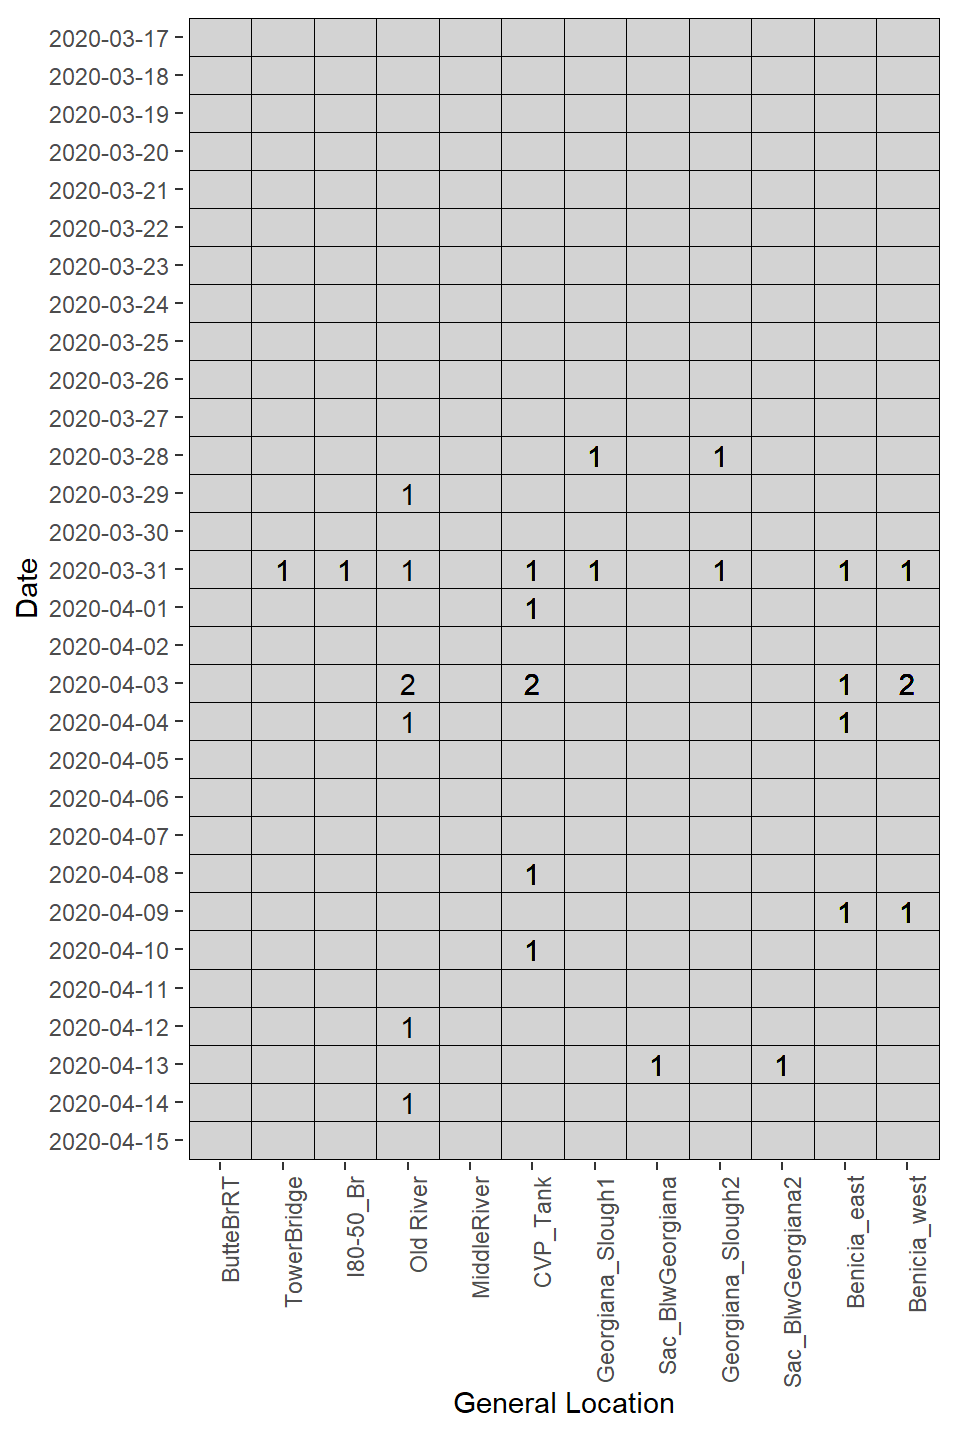 2020-03-17
2020-03-18
2020-03-19
2020-03-20
2020-03-21
2020-03-22
2020-03-23
2020-03-24
2020-03-25
2020-03-26
2020-03-27
2020-03-28 1 1
2020-03-29 1
2020-03-30
2020-03-31 1 1 1 1 1 1 1 1
2020-04-01 1
2020-04-02
2020-04-03 2 2 1 2
2020-04-04 1 1
2020-04-05
2020-04-06
2020-04-07
2020-04-08 1
2020-04-09 1 1
2020-04-10 1
2020-04-11
2020-04-12 1
2020-04-13 1 1
2020-04-14 1
2020-04-15
Date
ButteBrRT
TowerBridge
I80-50_Br
Old River
MiddleRiver
CVP_Tank
Georgiana_Slough1
Sac_BlwGeorgiana
Georgiana_Slough2
Sac_BlwGeorgiana2
Benicia_east
Benicia_west
General Location